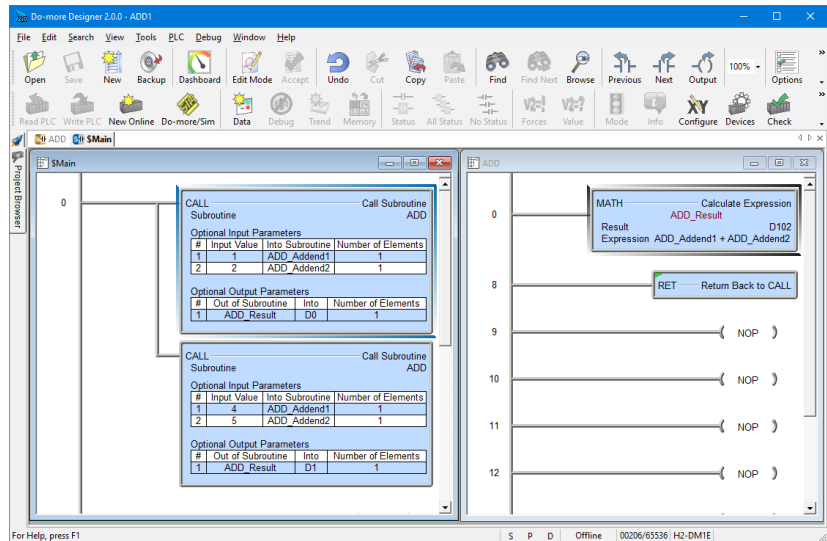 Do-more Designer 2.0.0 - ADD1
File Edit Search View Tools PLC Debug Window Help
Open Save New Backup Dashboard Edit Mode Accept Undo Cut Copy Paste Find Find Next Browse Previous Next Output 100% Options
Read PLC Write PLC New Online Do-more/Sim Data Debug Trend Memory Status All Status No Status Forces Value Mode Info Configure Devices Check
ADD $Main
Project Browser
$Main
0
CALL Call Subroutine
Subroutine ADD
Optional Input Parameters
# Input Value Into Subroutine Number of Elements
1 1 ADD_Addend1 1
2 2 ADD_Addend2 1
Optional Output Parameters
# Out of Subroutine Into Number of Elements
1 ADD_Result D0 1
CALL Call Subroutine
Subroutine ADD
Optional Input Parameters
# Input Value Into Subroutine Number of Elements
1 4 ADD_Addend1 1
2 5 ADD_Addend2 1
Optional Output Parameters
# Out of Subroutine Into Number of Elements
1 ADD_Result D1 1
ADD
0
MATH Calculate Expression
ADD_Result
Result D102
Expression ADD_Addend1 + ADD_Addend2
8 RET Return Back to CALL
9 NOP
10 NOP
11 NOP
12 NOP
For Help, press F1 S P D Offline 00206/65536 H2-DM1E